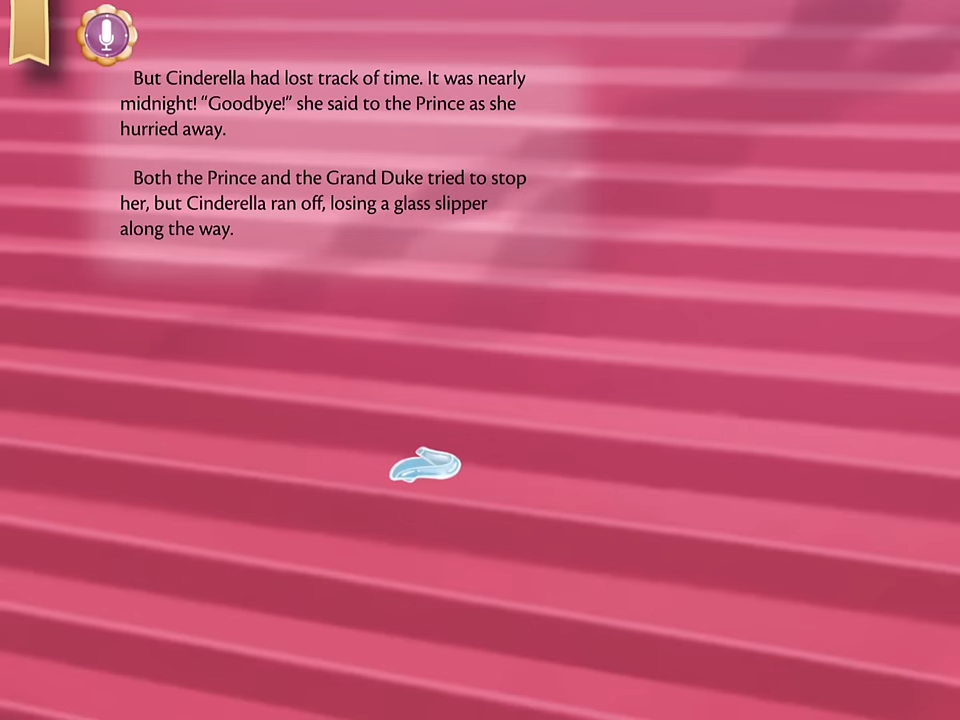 But Cinderella had lost track of time. It was nearly
midnight! “Goodbye!” she said to the Prince as she
hurried away.
Both the Prince and the Grand Duke tried to stop
her, but Cinderella ran off, losing a glass slipper
along the way.